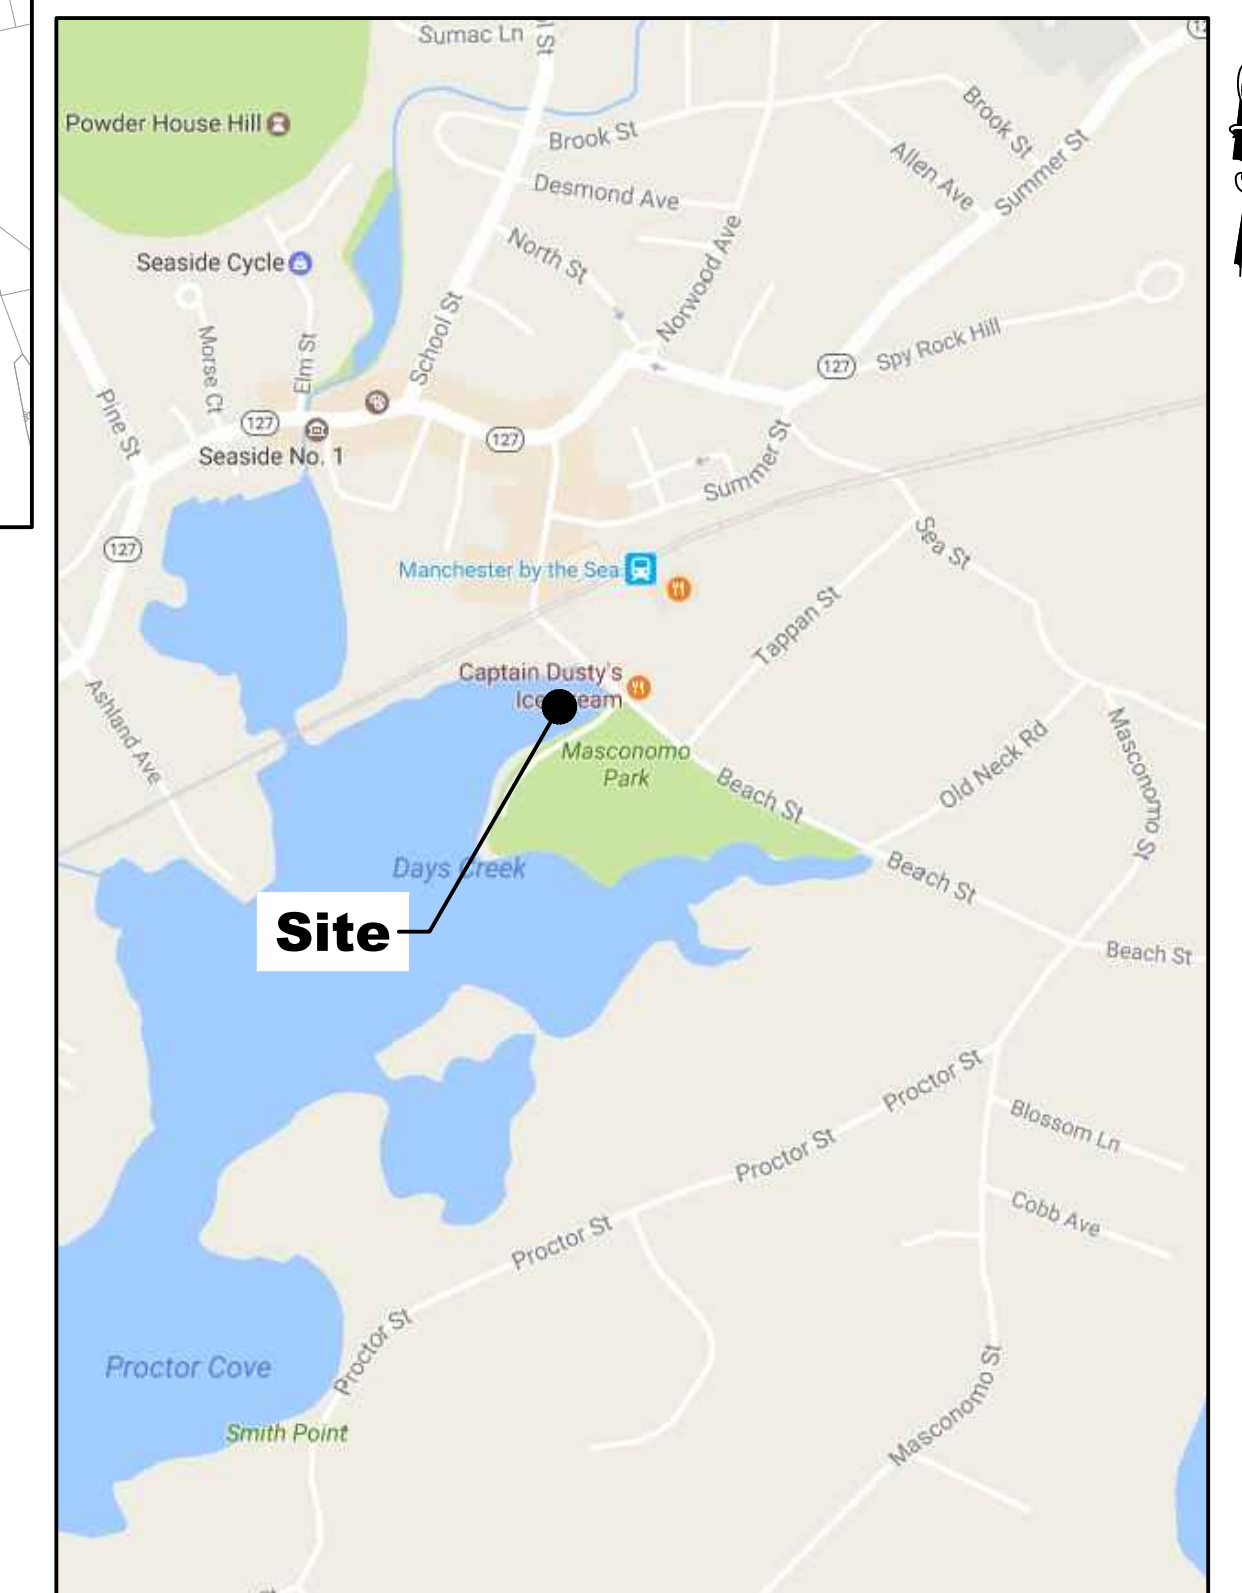 Sumac Ln
l St
Powder House Hill
Brook St
Brook St
Allen Ave
Summer St
Desmond Ave
North St
Norwood Ave
Seaside Cycle
School St
Morse Ct
Elm St
Spy Rock Hill
127
Pine St
127
127
Seaside No. 1
Summer St
127
Sea St
Manchester by the Sea
Tappan St
Captain Dusty's
Ice Cream
Ashland Ave
Masconomo
Park
Beach St
Old Neck Rd
Masconomo St
Days Creek
Beach St
Site
Beach St
Proctor St
Blossom Ln
Proctor St
Cobb Ave
Proctor St
Proctor St
Proctor Cove
Masconomo St
Smith Point